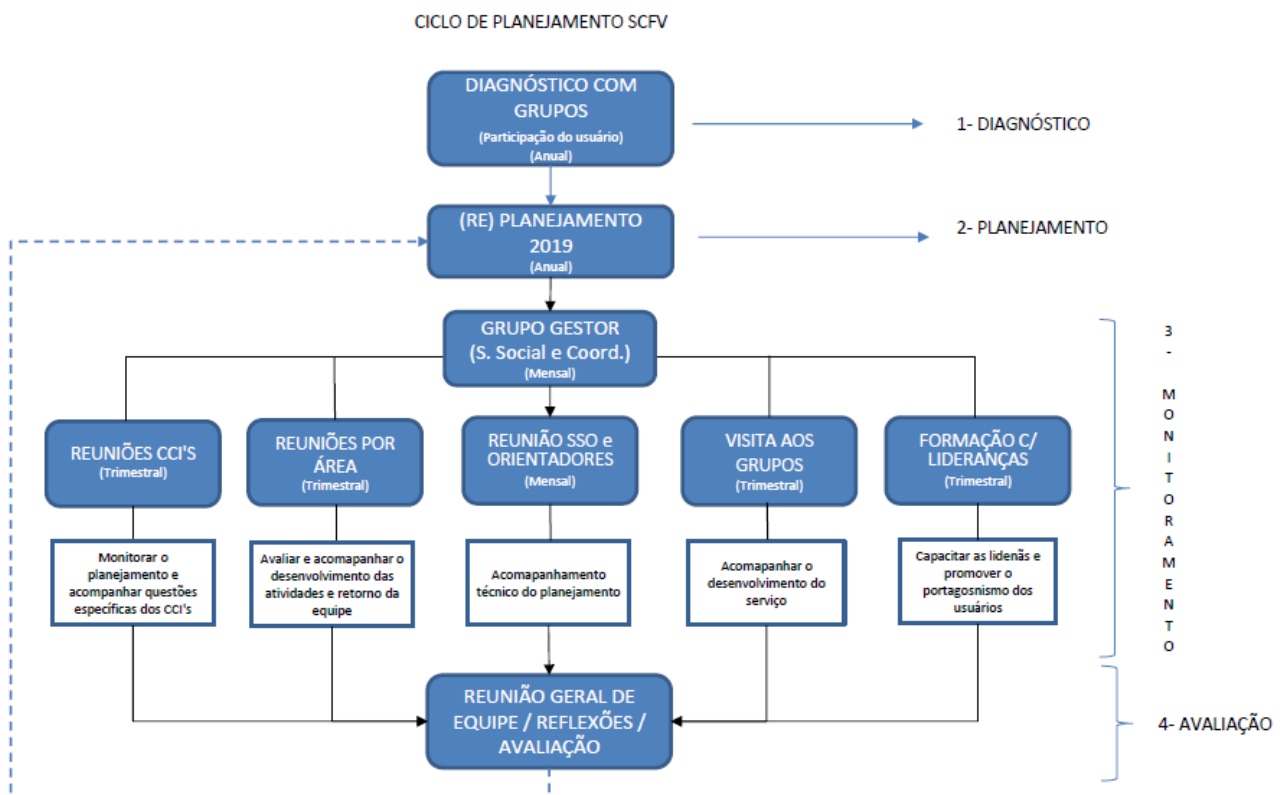 CICLO DE PLANEJAMENTO SCFV
DIAGNÓSTICO COM
GRUPOS
(Participação do usuário)
(Anual)
1- DIAGNÓSTICO
(RE) PLANEJAMENTO
2019
(Anual)
2- PLANEJAMENTO
GRUPO GESTOR
(S. Social e Coord.)
(Mensal)
3
-
M
O
N
I
T
O
R
A
M
E
N
T
O
REUNIÕES CCI'S
(Trimestral)
REUNIÕES POR
ÁREA
(Trimestral)
REUNIÃO SSO e
ORIENTADORES
(Mensal)
VISITA AOS
GRUPOS
(Trimestral)
FORMAÇÃO C/
LIDERANÇAS
(Trimestral)
Monitorar o
planejamento e
acompanhar questões
específicas dos CCI's
Avaliar e acomapanhar o
desenvolvimento das
atividades e retorno da
equipe
Acomapanhamento
técnico do planejamento
Acomapanhar o
desenvolvimento do
serviço
Capacitar as lidenãs e
promover o
portagosnismo dos
usuários
REUNIÃO GERAL DE
EQUIPE / REFLEXÕES /
AVALIAÇÃO
4- AVALIAÇÃO